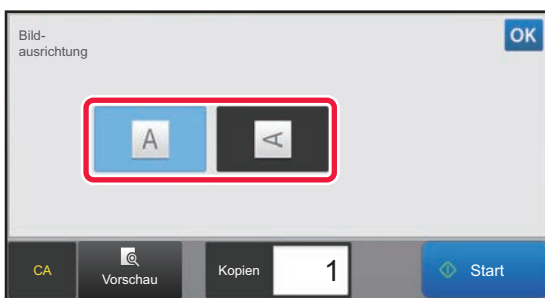 Bild-
ausrichtung
OK
A
A
CA
Vorschau
Kopien
1
Start